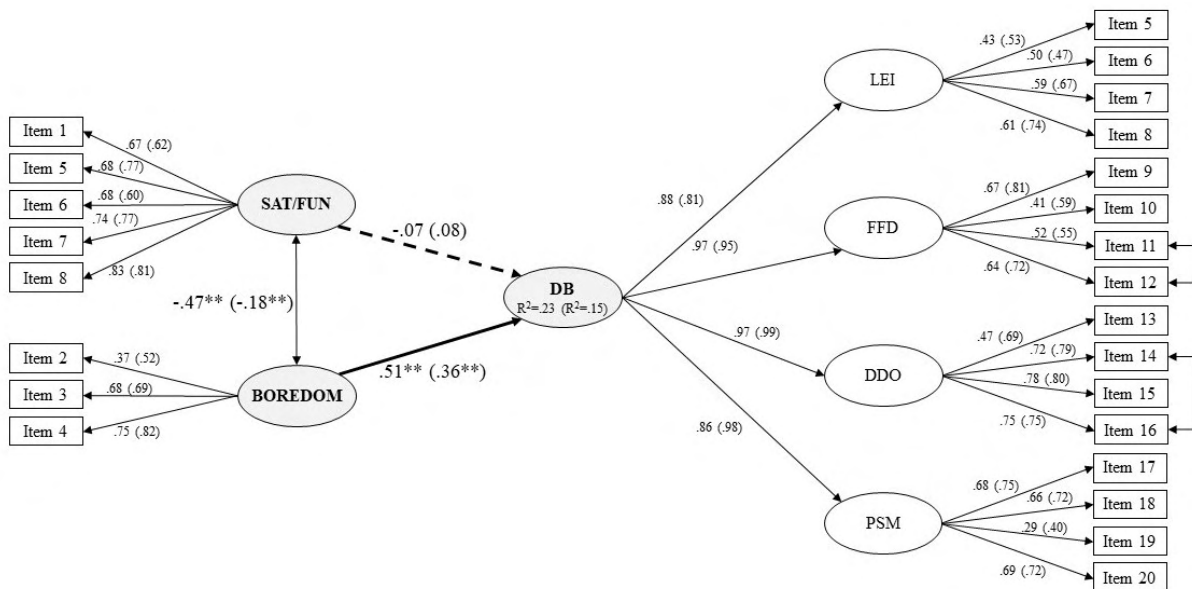 Item 1
Item 5
Item 6
Item 7
Item 8
.67 (.62)
.68 (.77)
.68 (.60)
.74 (.77)
.83 (.81)
SAT/FUN
-.07 (.08)
-.47** (-.18**)
Item 2
Item 3
Item 4
.37 (.52)
.68 (.69)
.75 (.82)
BOREDOM
.51** (.36**)
DB
R²=.23 (R²=.15)
.88 (.81)
.97 (.95)
.97 (.99)
.86 (.98)
LEI
.43 (.53)
.50 (.47)
.59 (.67)
.61 (.74)
Item 5
Item 6
Item 7
Item 8
FFD
.67 (.81)
.41 (.59)
.52 (.55)
.64 (.72)
Item 9
Item 10
Item 11
Item 12
DDO
.47 (.69)
.72 (.79)
.78 (.80)
.75 (.75)
Item 13
Item 14
Item 15
Item 16
PSM
.68 (.75)
.66 (.72)
.29 (.40)
.69 (.72)
Item 17
Item 18
Item 19
Item 20